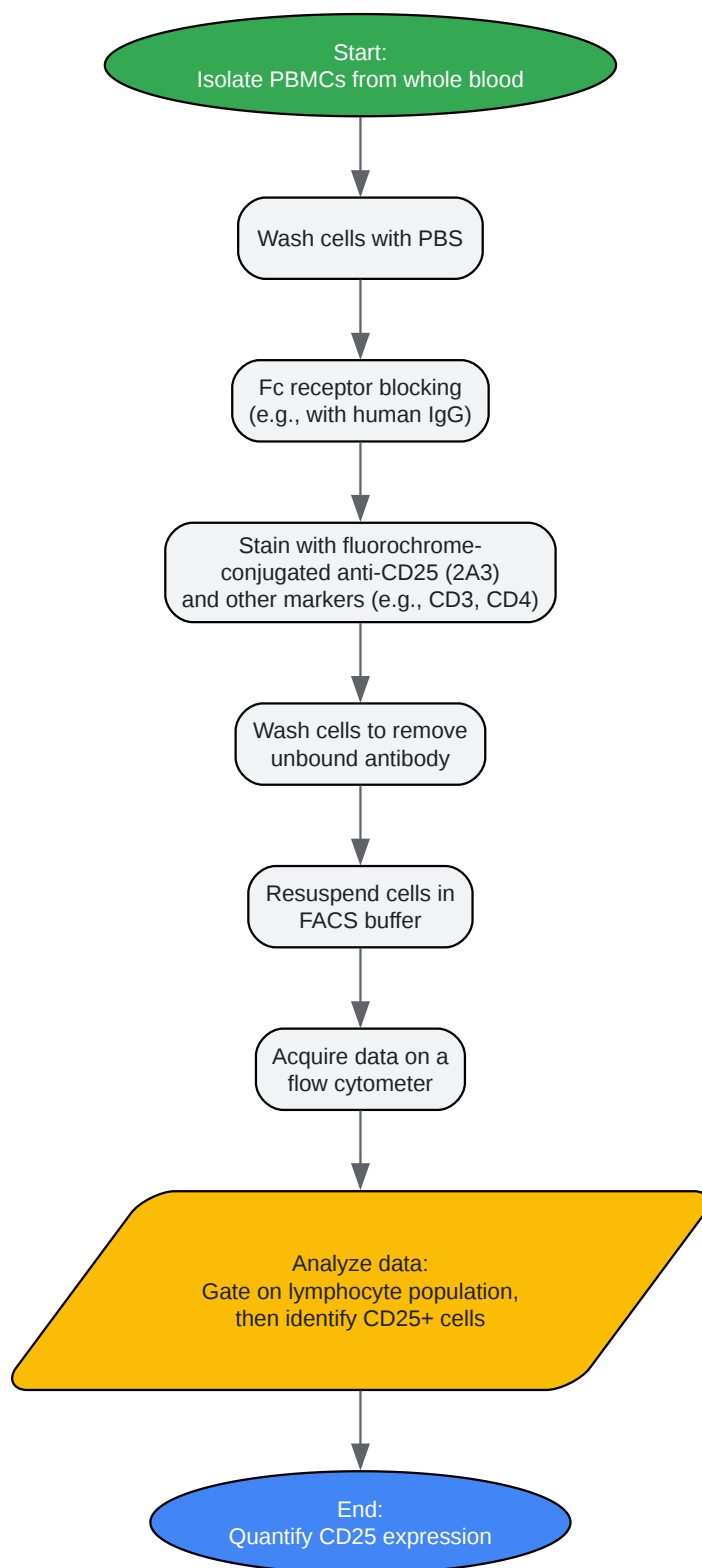 Start:
Isolate PBMCs from whole blood
Wash cells with PBS
Fc receptor blocking
(e.g., with human IgG)
Stain with fluorochrome-
conjugated anti-CD25 (2A3)
and other markers (e.g., CD3, CD4)
Wash cells to remove
unbound antibody
Resuspend cells in
FACS buffer
Acquire data on a
flow cytometer
Analyze data:
Gate on lymphocyte population,
then identify CD25+ cells
End:
Quantify CD25 expression